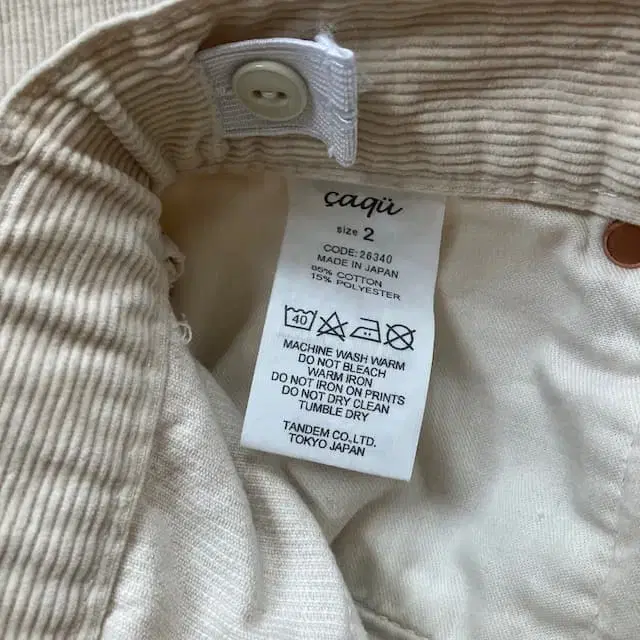 çaqü
size 2
CODE:26340
MADE IN JAPAN
85% COTTON
15% POLYESTER
40
MACHINE WASH WARM
DO NOT BLEACH
WARM IRON
DO NOT IRON ON PRINTS
DO NOT DRY CLEAN
TUMBLE DRY
TANDEM CO.,LTD.
TOKYO JAPAN